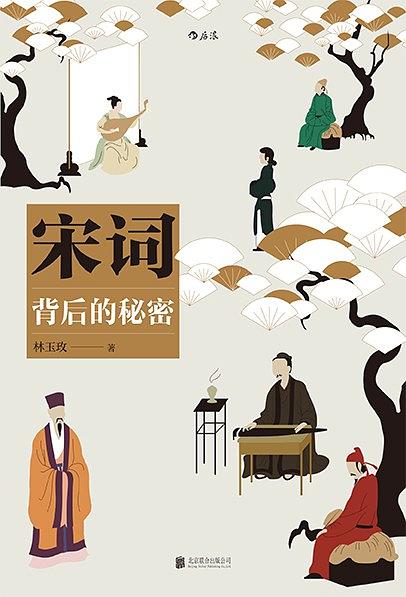 后浪
宋词
背后的秘密
林玉玫——著
北京联合出版公司